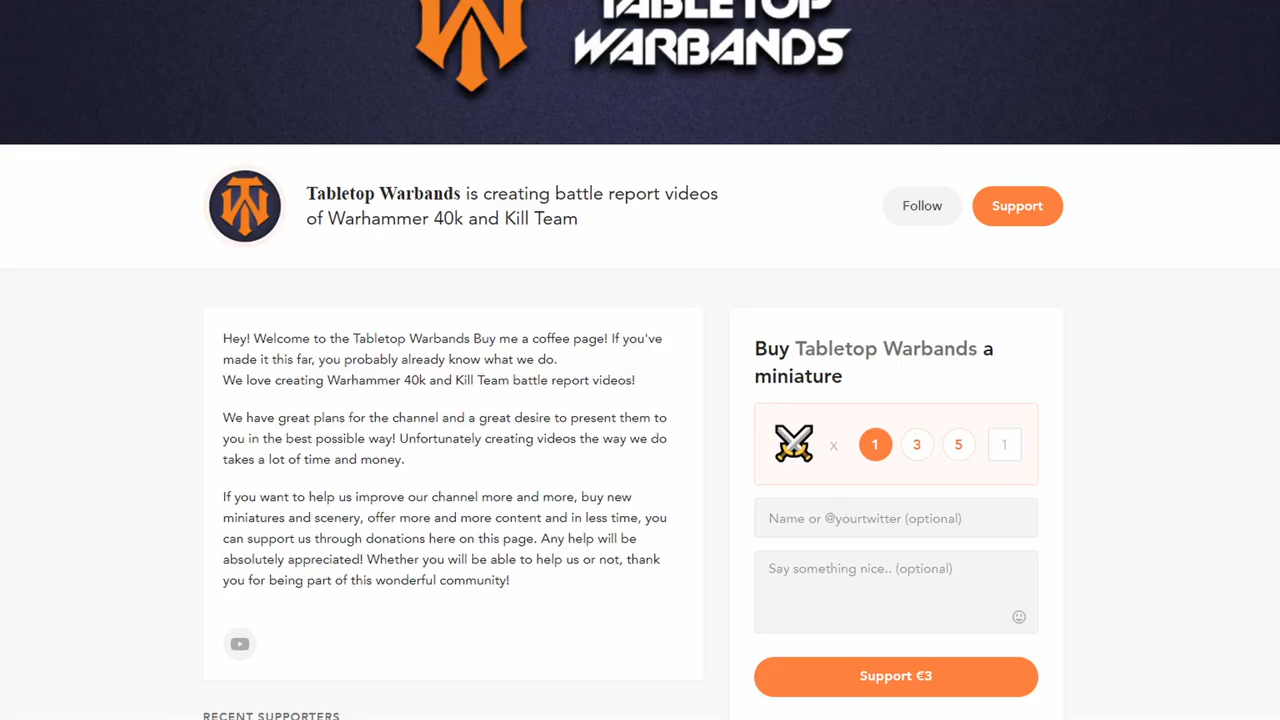 TABLETOP
WARBANDS
Tabletop Warbands is creating battle report videos
of Warhammer 40k and Kill Team
Follow
Support
Hey! Welcome to the Tabletop Warbands Buy me a coffee page! If you've
made it this far, you probably already know what we do.
We love creating Warhammer 40k and Kill Team battle report videos!
We have great plans for the channel and a great desire to present them to
you in the best possible way! Unfortunately creating videos the way we do
takes a lot of time and money.
If you want to help us improve our channel more and more, buy new
miniatures and scenery, offer more and more content and in less time, you
can support us through donations here on this page. Any help will be
absolutely appreciated! Whether you will be able to help us or not, thank
you for being part of this wonderful community!
RECENT SUPPORTERS
Buy Tabletop Warbands a
miniature
x 1 3 5 1
Name or @yourtwitter (optional)
Say something nice.. (optional)
Support €3